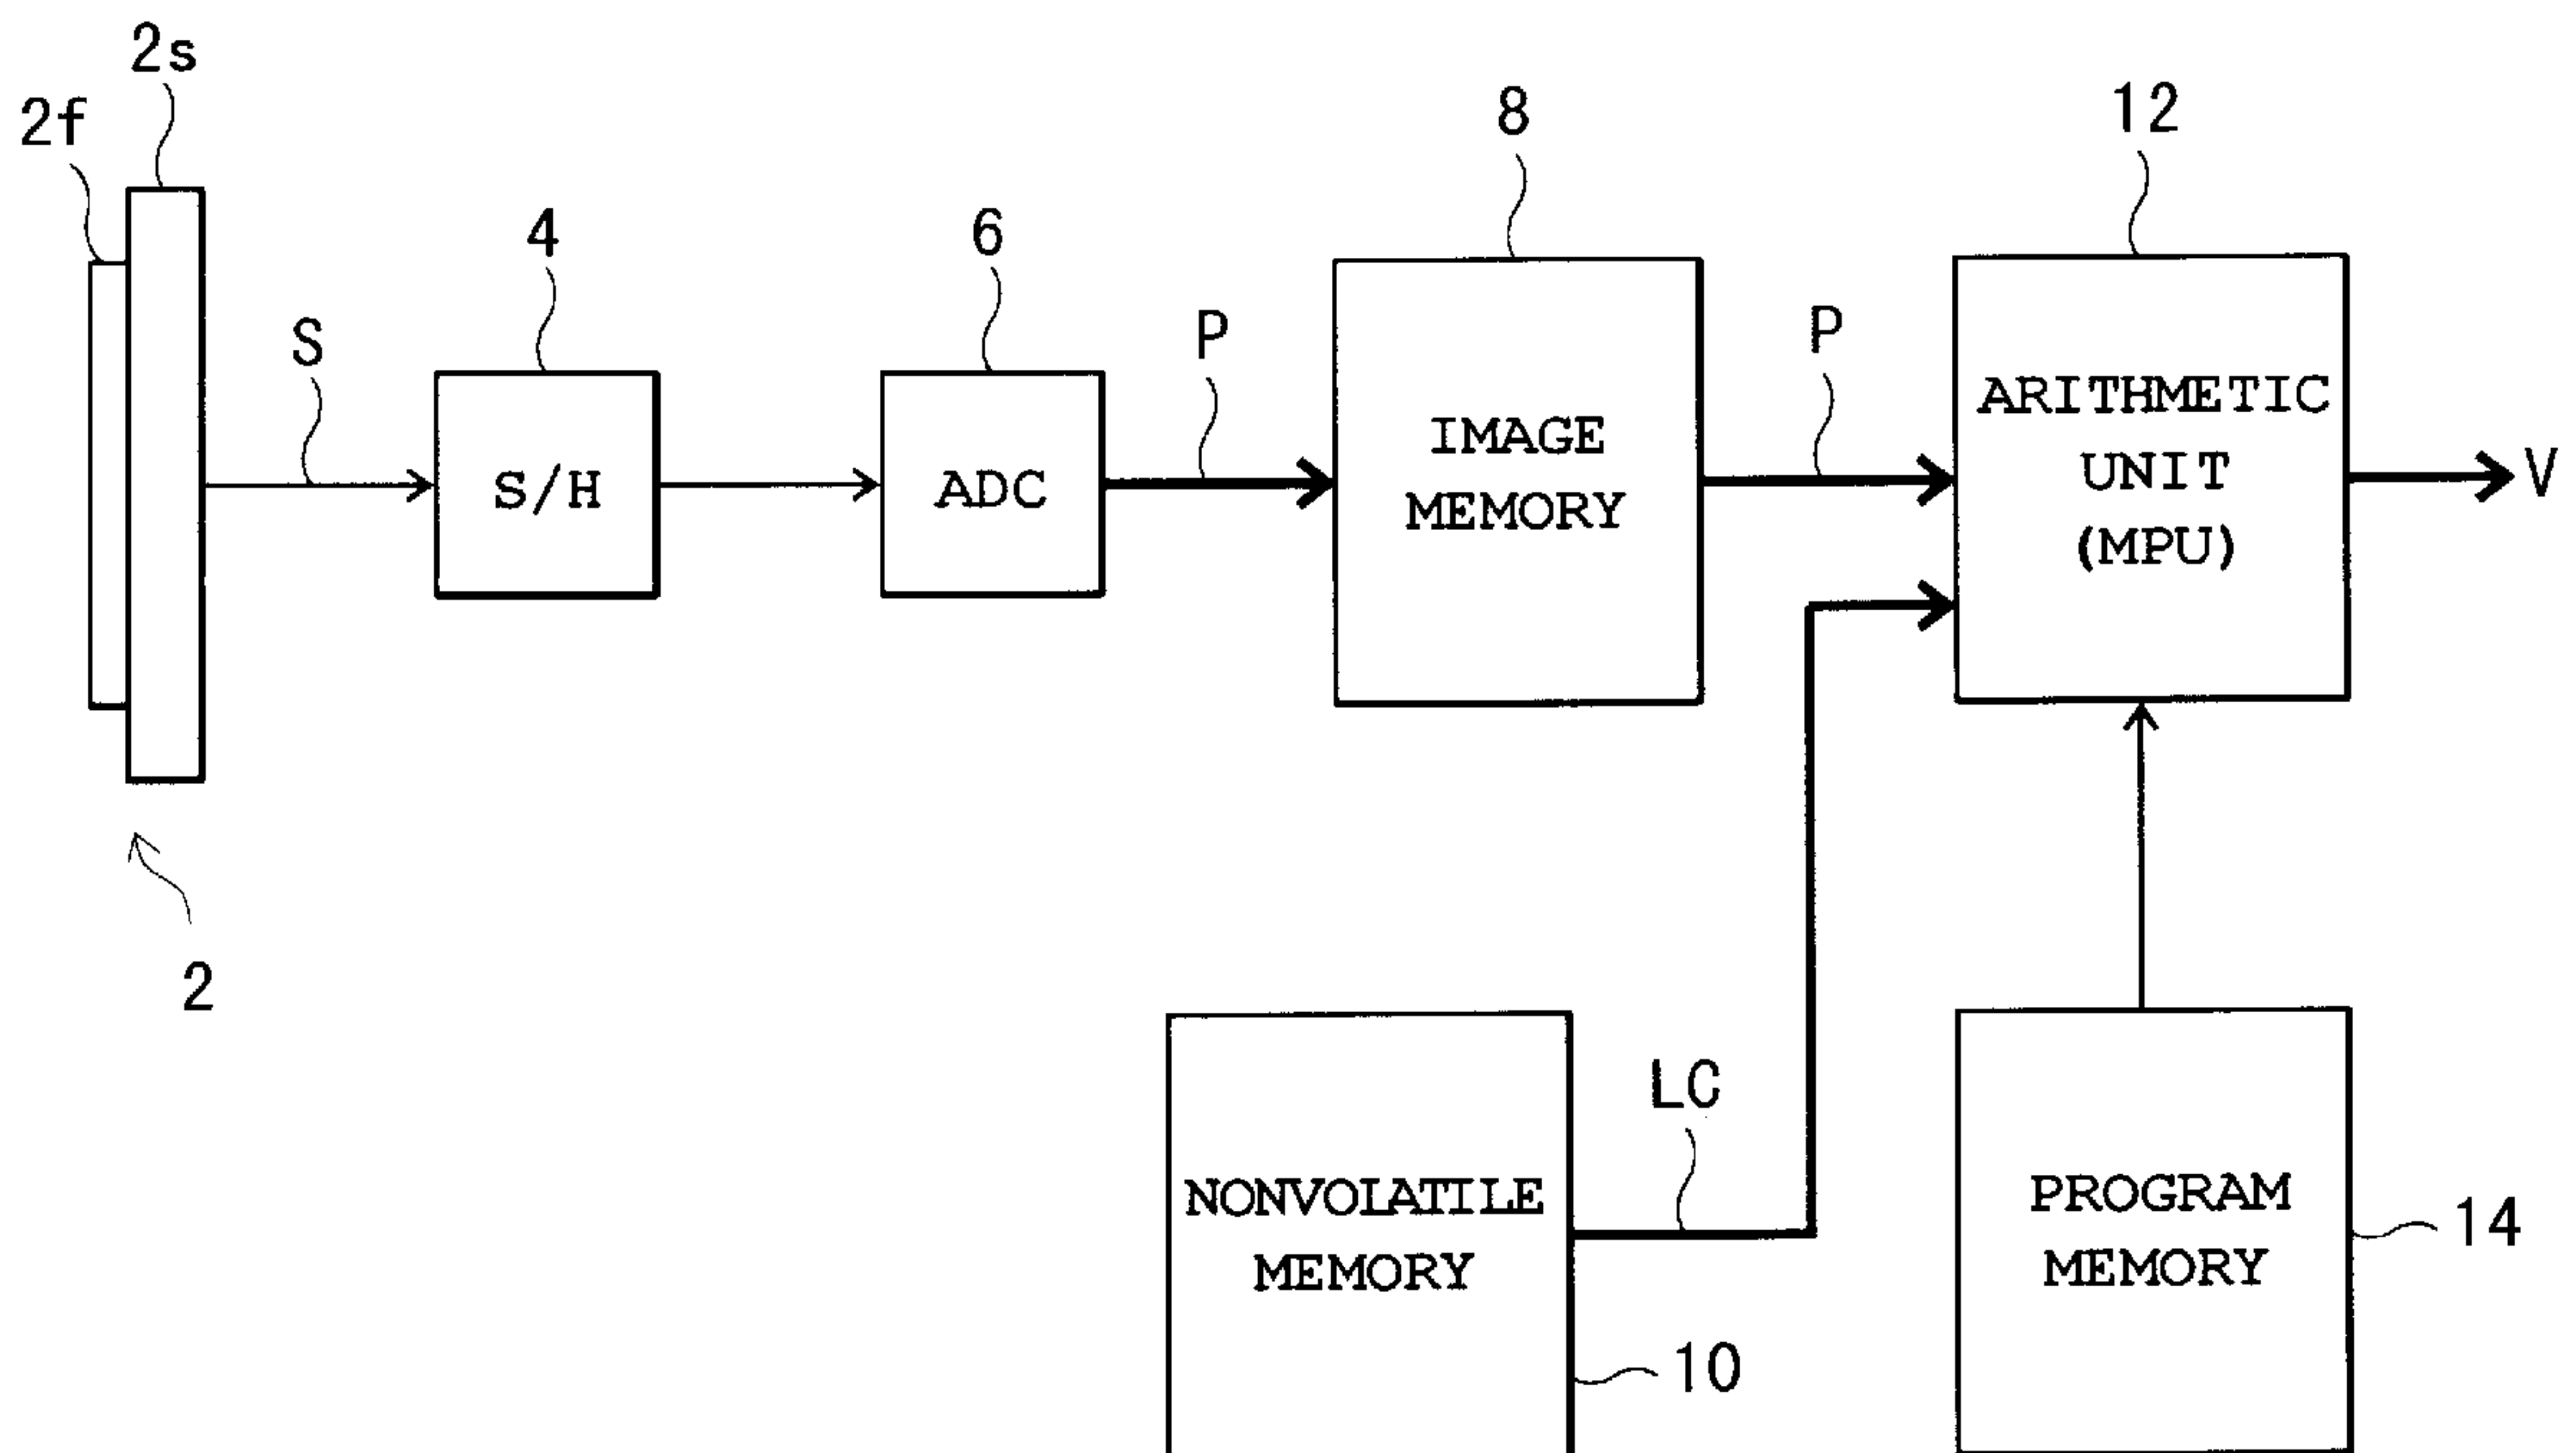 2s
2f
8
12
4
6
S
P
P
S/H
ADC
IMAGE
MEMORY
ARITHMETIC
UNIT
(MPU)
V
2
LC
NONVOLATILE
MEMORY
10
PROGRAM
MEMORY
14